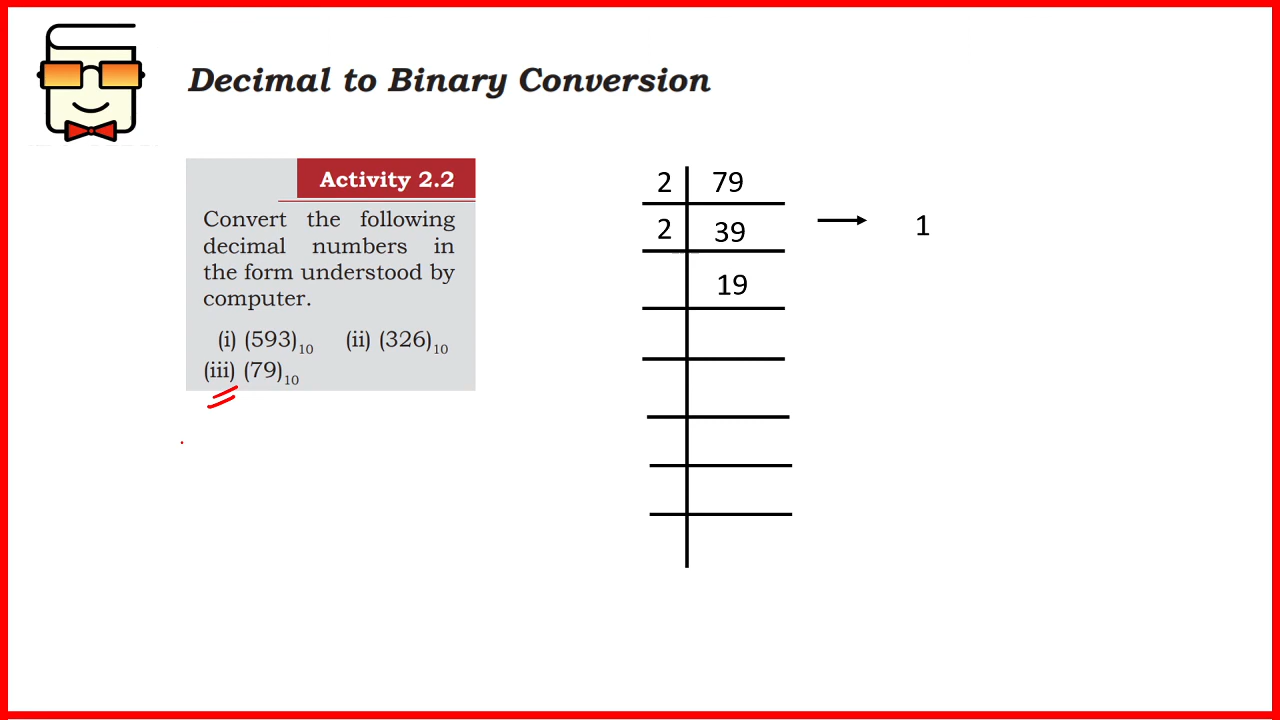 Decimal to Binary Conversion
Activity 2.2
Convert the following
decimal numbers in
the form understood by
computer.
(i) (593)₁₀ (ii) (326)₁₀
(iii) (79)₁₀
2 79
2 39 → 1
19